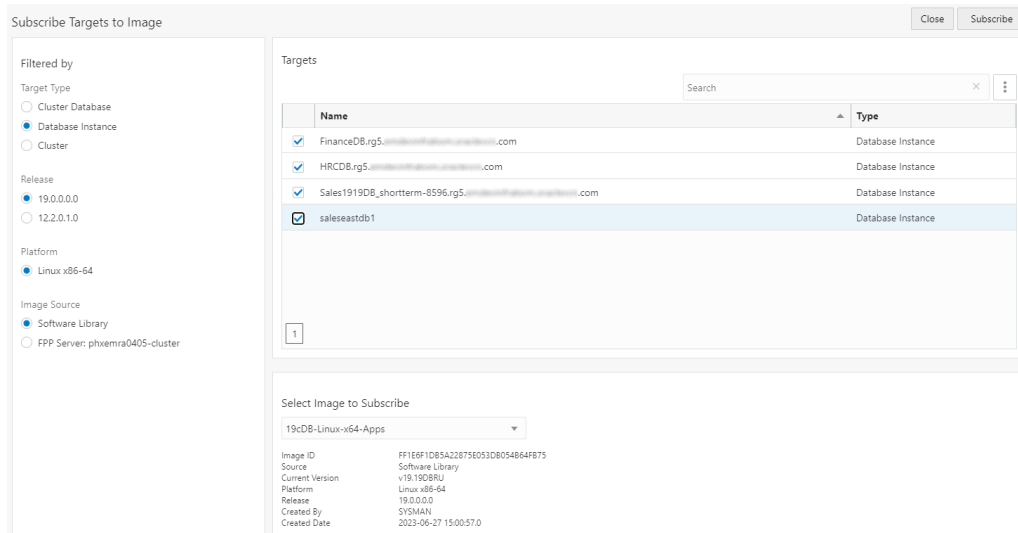 Subscribe Targets to Image
Close
Subscribe
Filtered by
Target Type
Cluster Database
Database Instance
Cluster
Release
19.0.0.0.0
12.2.0.1.0
Platform
Linux x86-64
Image Source
Software Library
FPP Server: phxemra0405-cluster
Targets
Search
Name Type
FinanceDB.rg5. .com Database Instance
HRCDB.rg5. .com Database Instance
Sales1919DB_shortterm-8596.rg5. .com Database Instance
saleseastdb1 Database Instance
1
Select Image to Subscribe
19cDB-Linux-x64-Apps
Image ID FF1E6F1DB5A22875E053DB054B64FB75
Source Software Library
Current Version v19.19DBRU
Platform Linux x86-64
Release 19.0.0.0.0
Created By SYSMAN
Created Date 2023-06-27 15:00:57.0